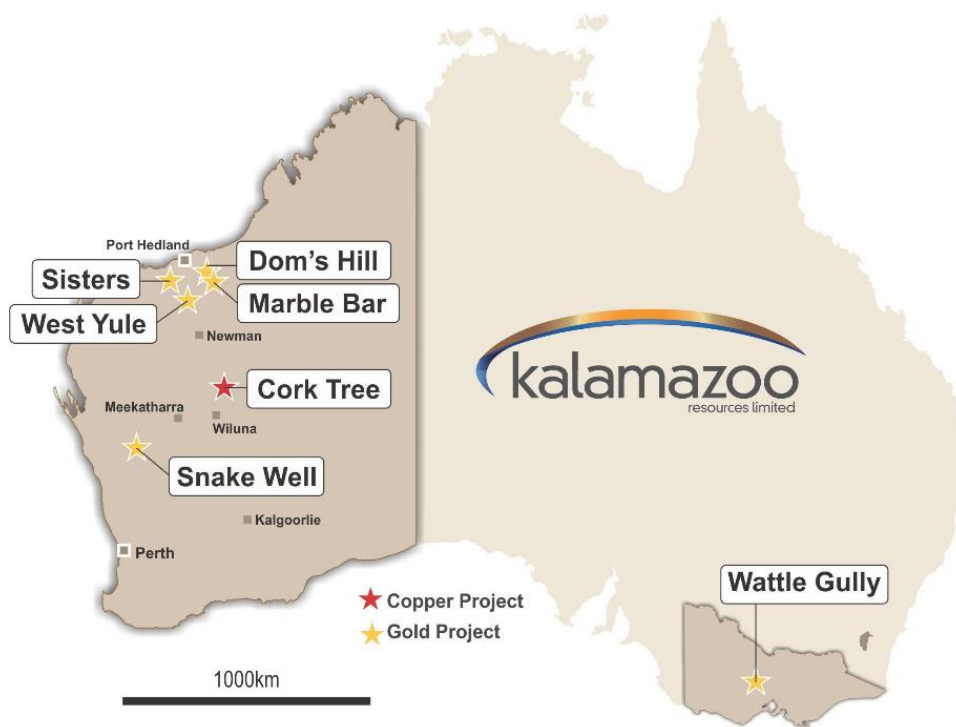 Port Hedland
Dom's Hill
Sisters
Marble Bar
West Yule
Newman
kalamazoo
resources limited
Cork Tree
Meekatharra
Wiluna
Snake Well
Kalgoorlie
Perth
Wattle Gully
Copper Project
Gold Project
1000km